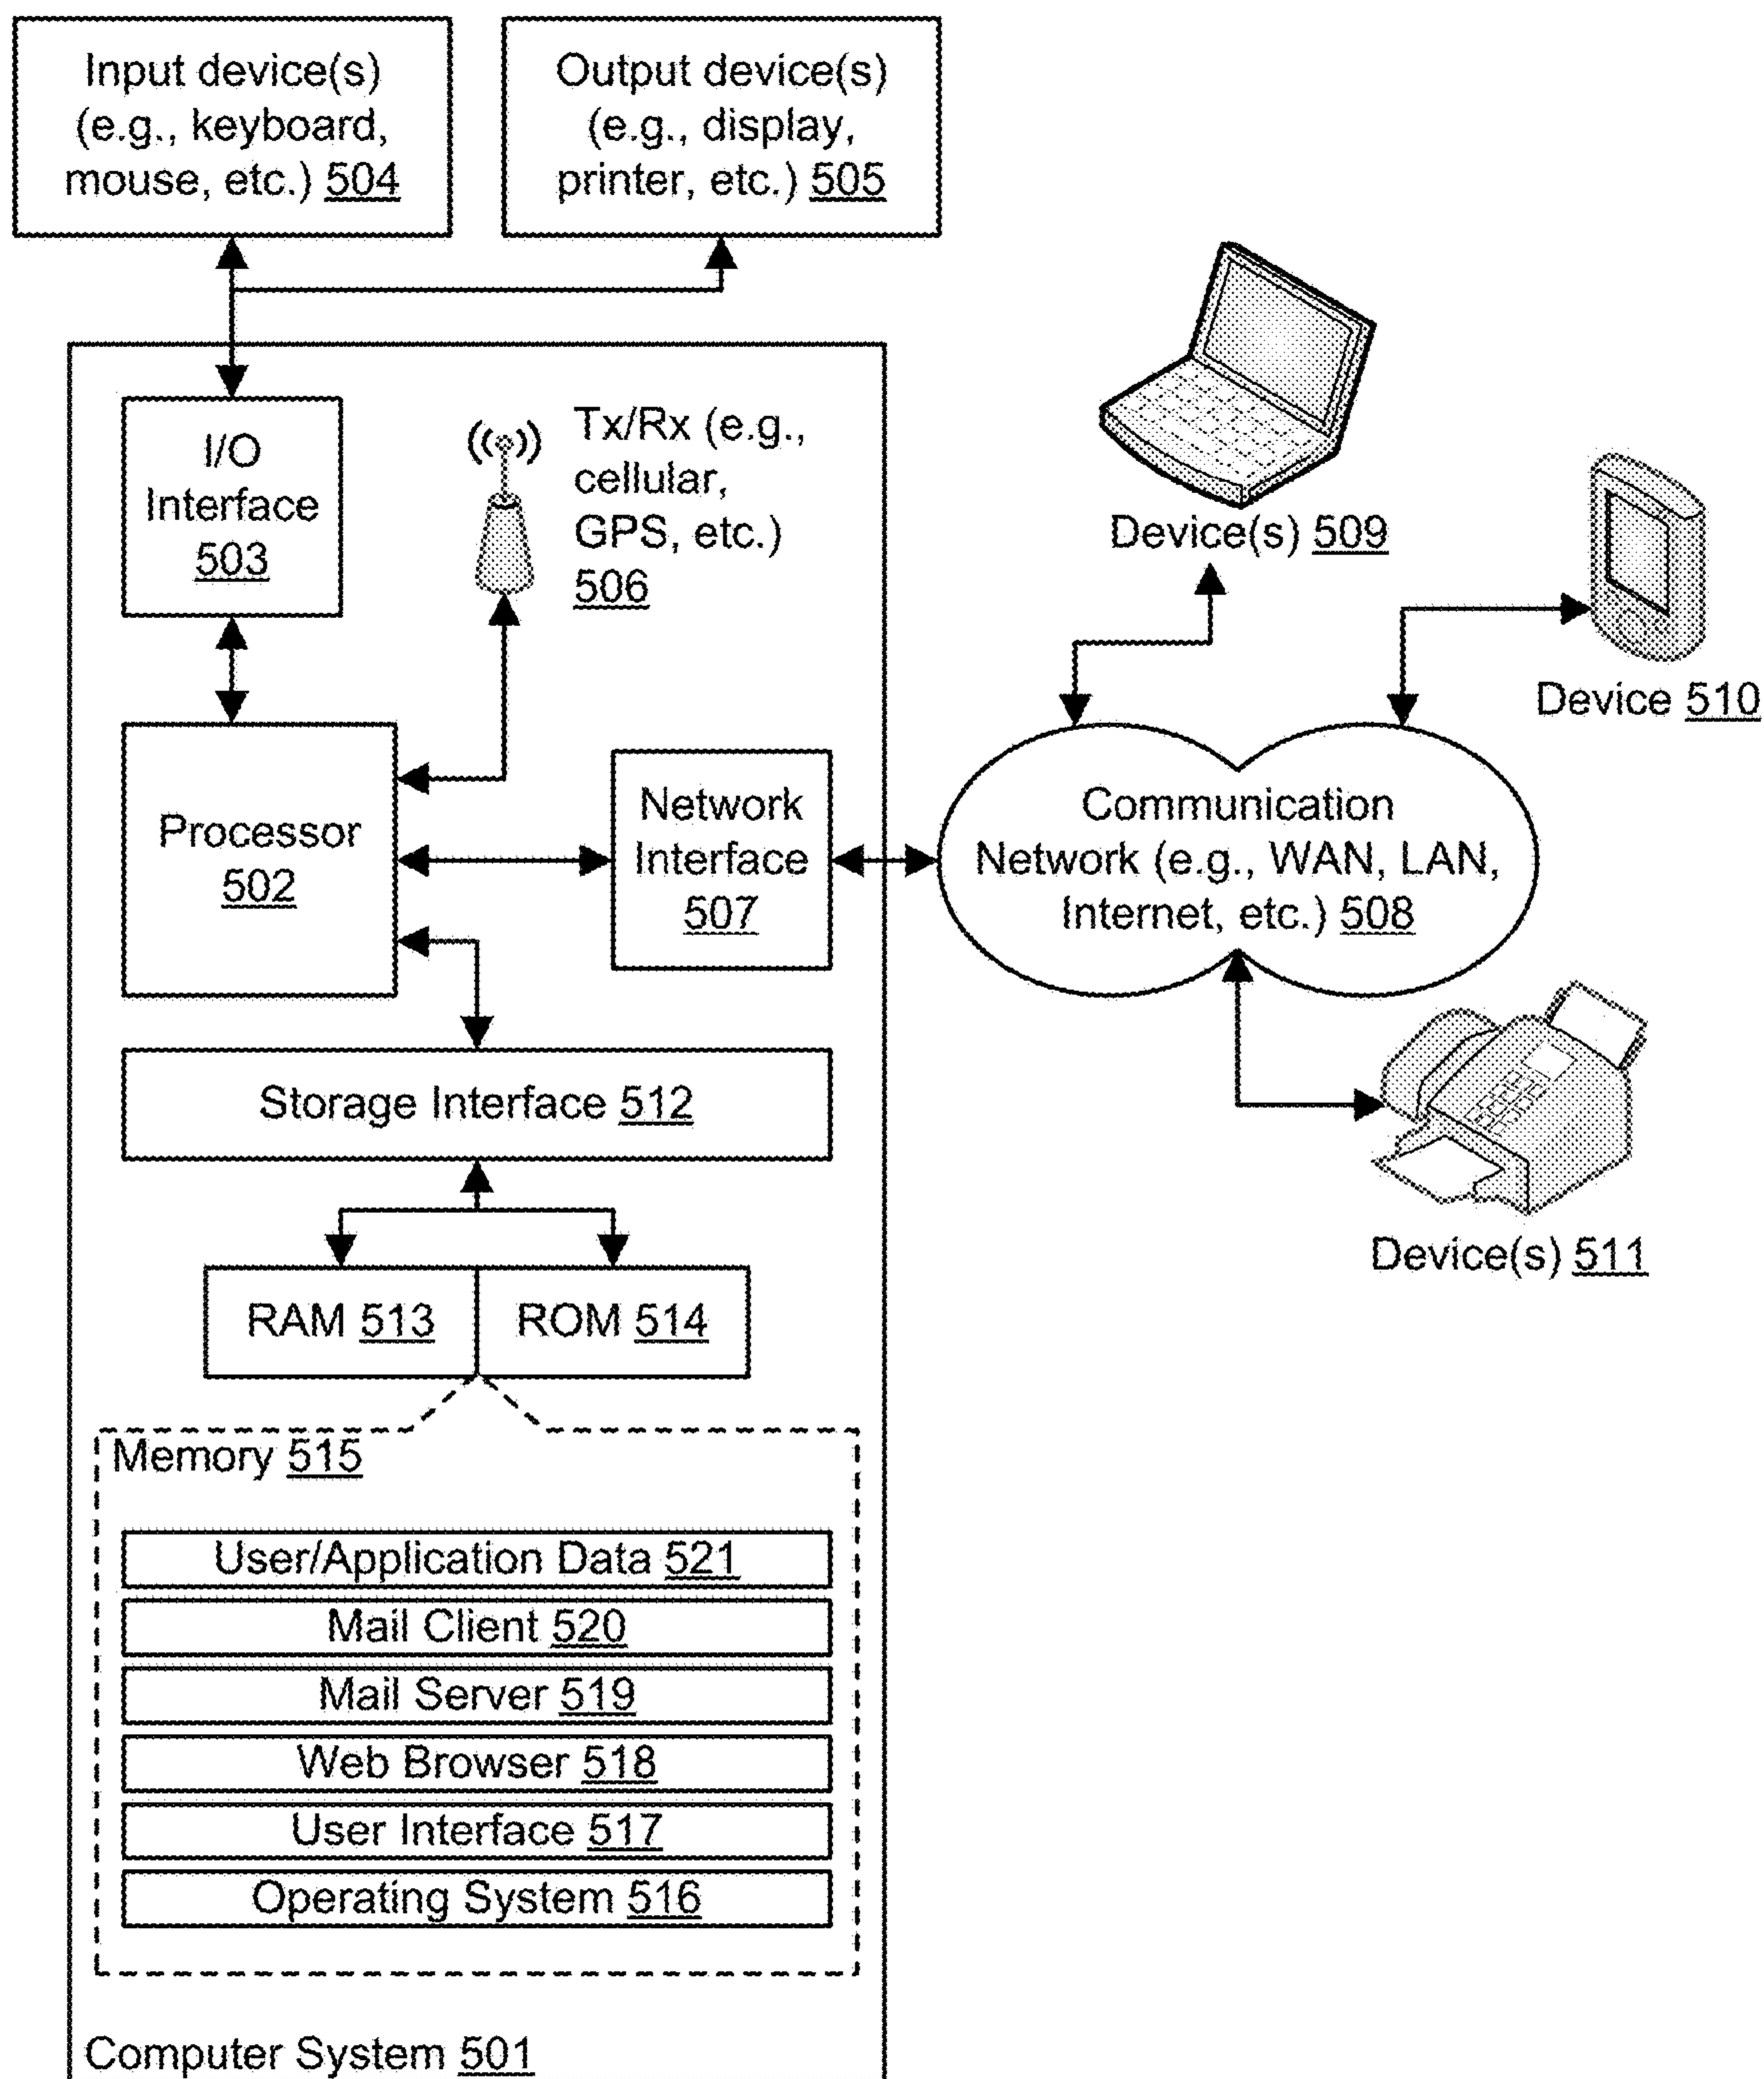 Input device(s)
(e.g., keyboard,
mouse, etc.) 504
Output device(s)
(e.g., display,
printer, etc.) 505
I/O
Interface
503
Tx/Rx (e.g.,
cellular,
GPS, etc.)
506
Device(s) 509
Device 510
Processor
502
Network
Interface
507
Communication
Network (e.g., WAN, LAN,
Internet, etc.) 508
Storage Interface 512
Device(s) 511
RAM 513
ROM 514
Memory 515
User/Application Data 521
Mail Client 520
Mail Server 519
Web Browser 518
User Interface 517
Operating System 516
Computer System 501